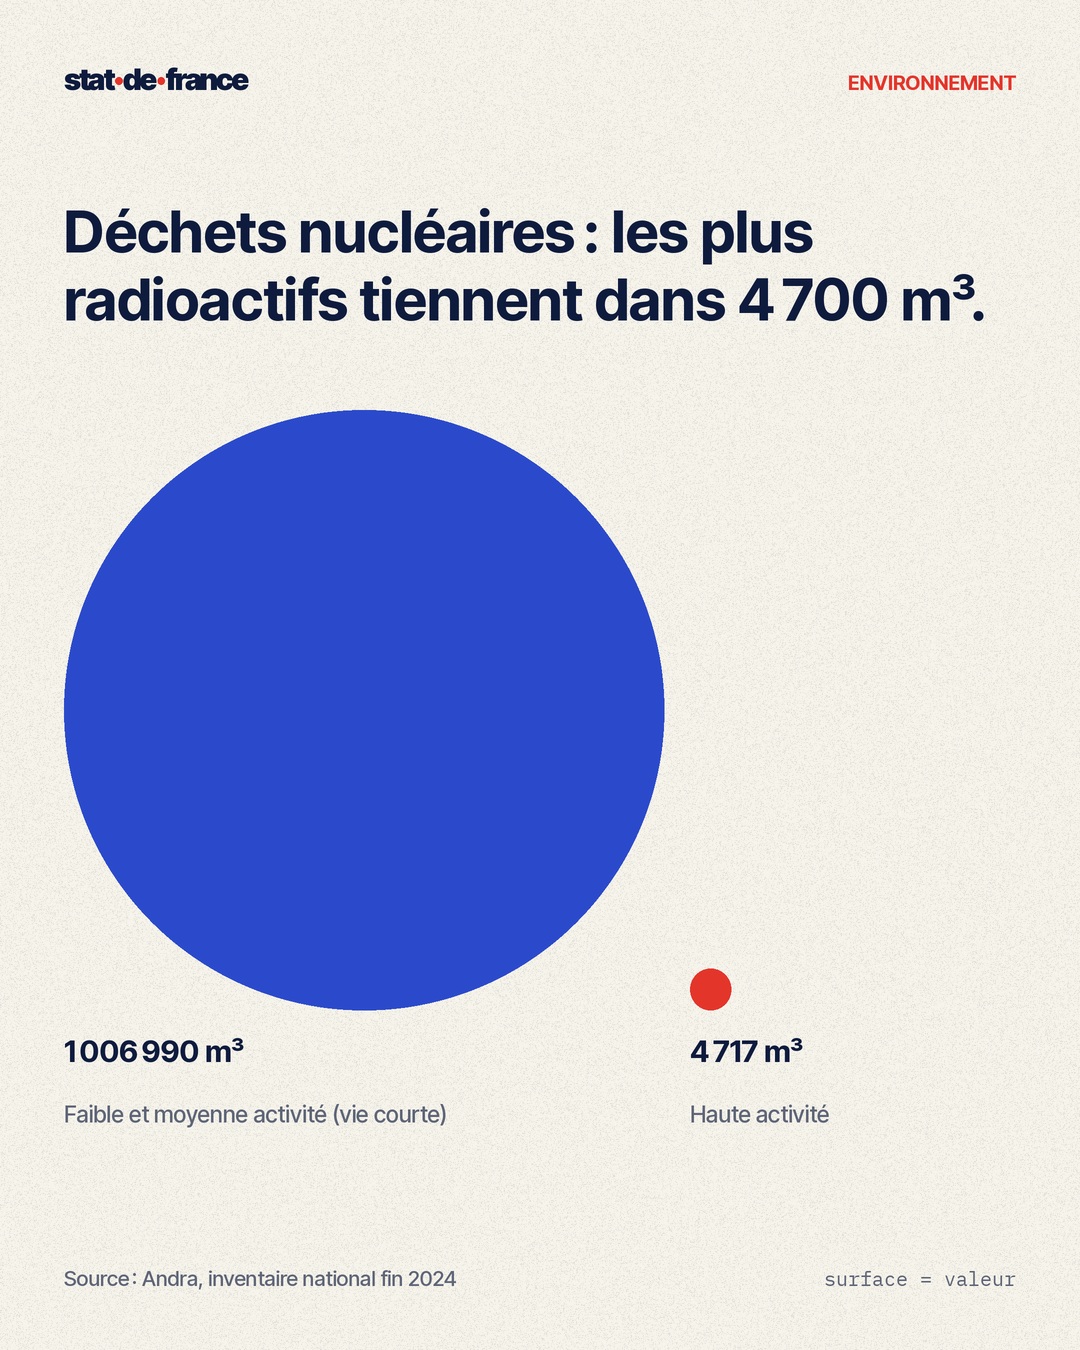 stat•de•france
ENVIRONNEMENT
Déchets nucléaires : les plus
radioactifs tiennent dans 4 700 m³.
1 006 990 m³
4 717 m³
Faible et moyenne activité (vie courte)
Haute activité
Source : Andra, inventaire national fin 2024
surface = valeur